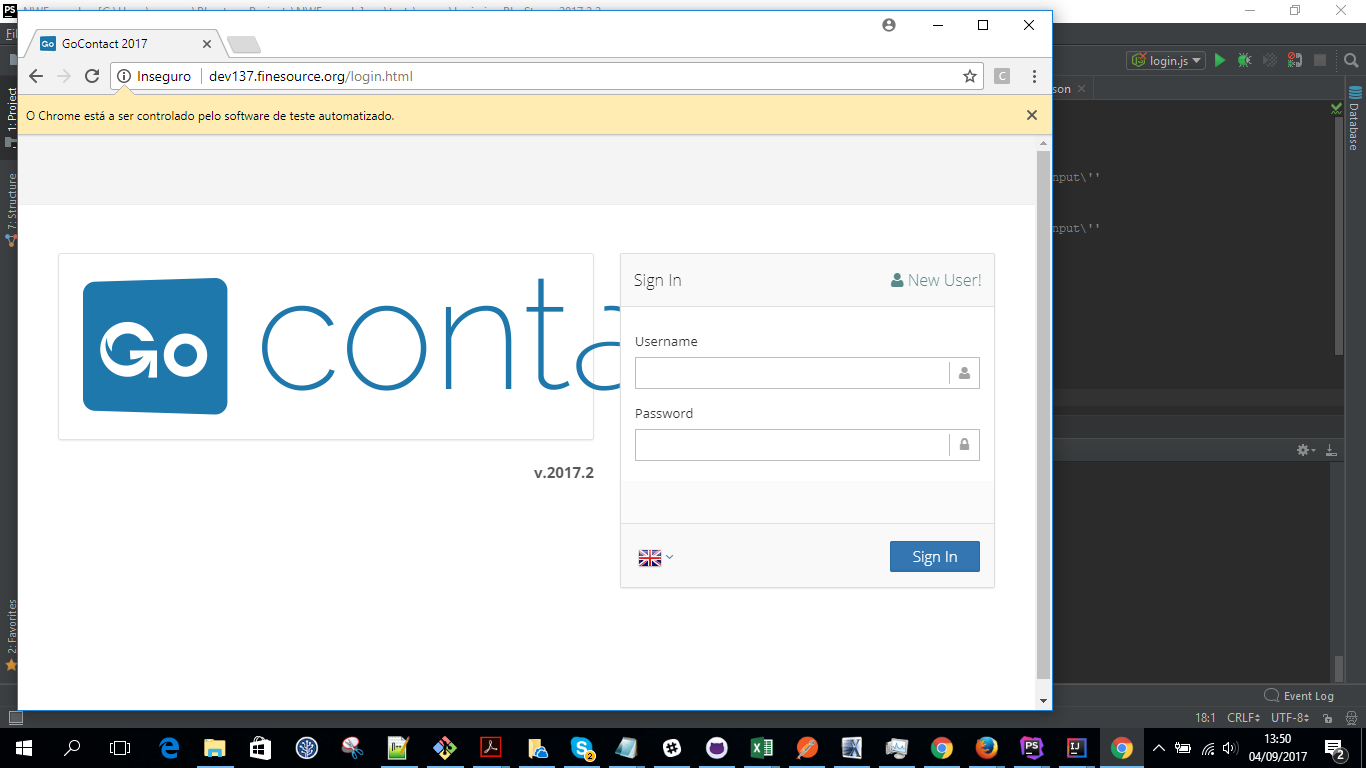 PS
GoContact 2017
Inseguro
dev137.finesource.org/login.html
C
O Chrome está a ser controlado pelo software de teste automatizado.
login.js
son
1: Project
7: Structure
2: Favorites
Database
nput\''
nput\''
Go
conta
v.2017.2
Sign In
New User!
Username
Password
Sign In
Event Log
18:1
CRLF
UTF-8
13:50
04/09/2017
2